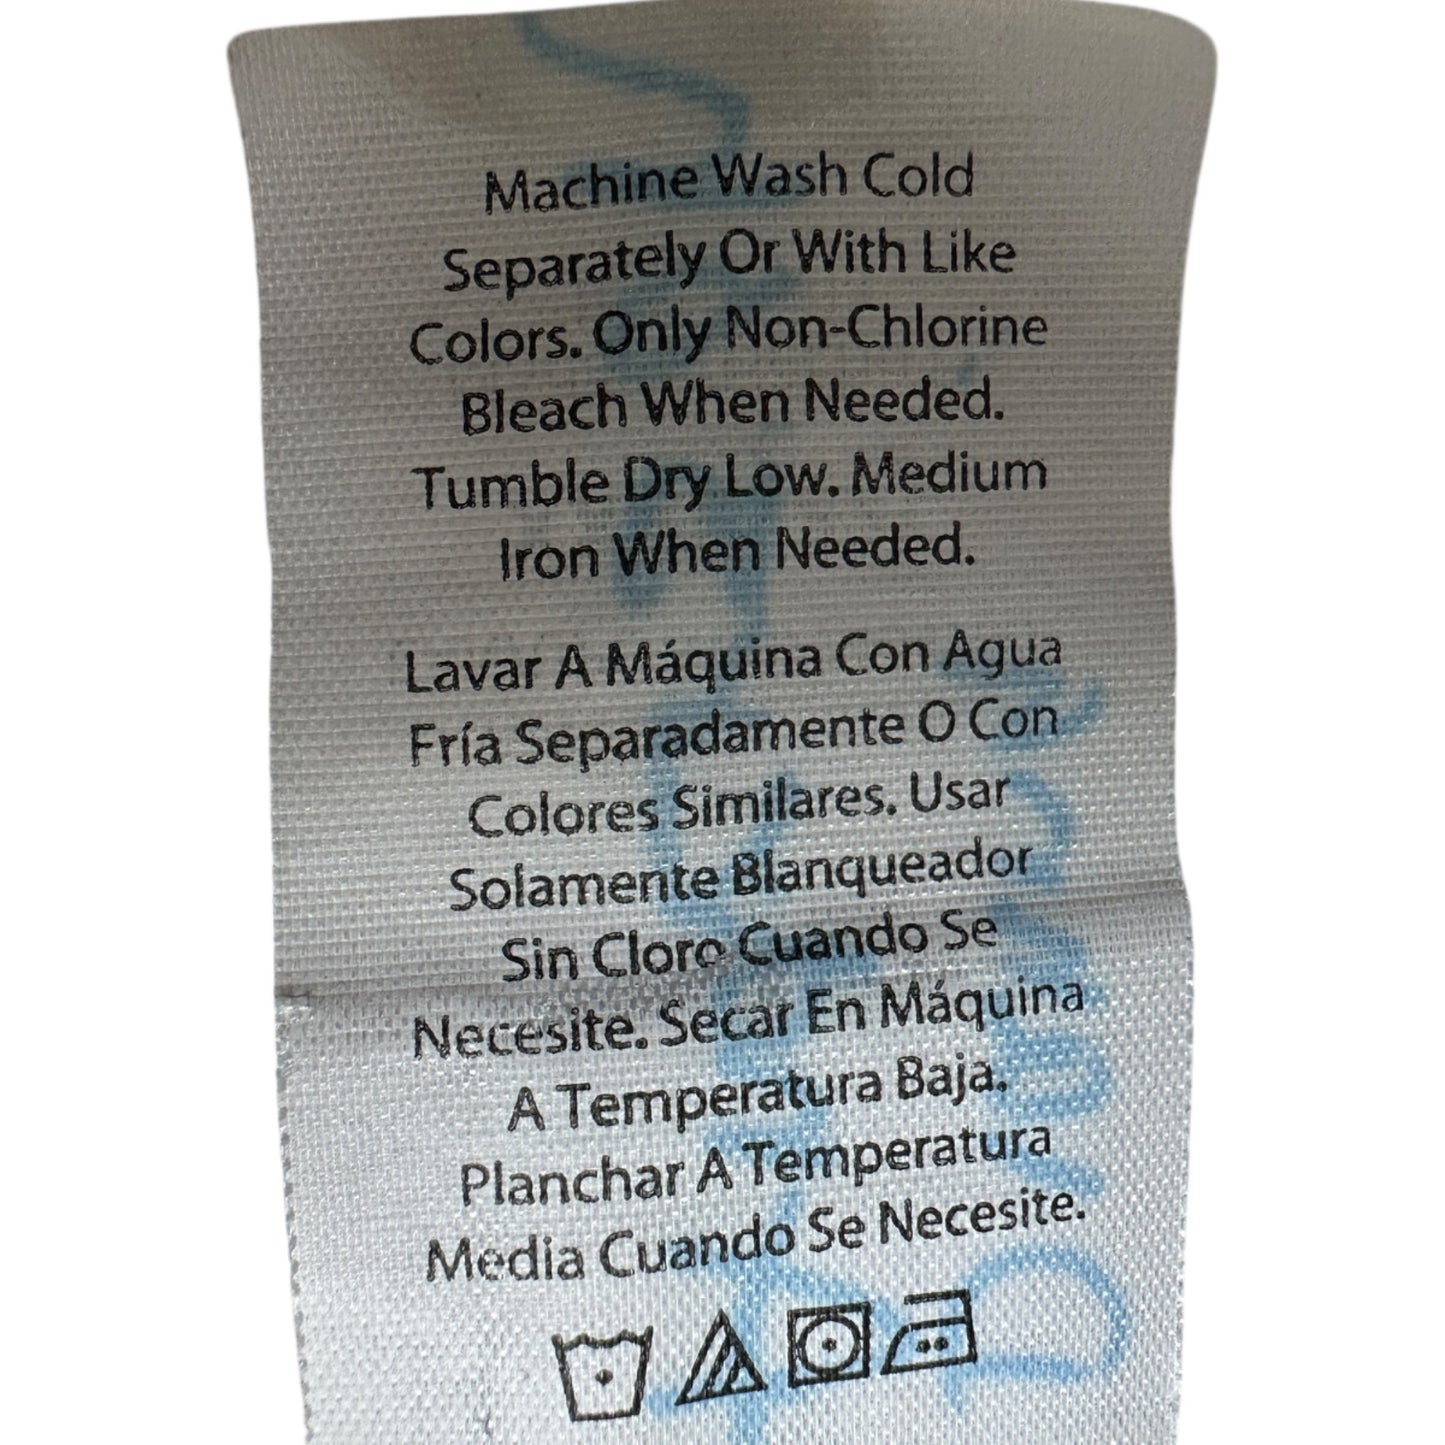 Machine Wash Cold
Separately Or With Like
Colors. Only Non-Chlorine
Bleach When Needed.
Tumble Dry Low. Medium
Iron When Needed.
Lavar A Máquina Con Agua
Fría Separadamente O Con
Colores Similares. Usar
Solamente Blanqueador
Sin Cloro Cuando Se
Necesite. Secar En Máquina
A Temperatura Baja.
Planchar A Temperatura
Media Cuando Se Necesite.